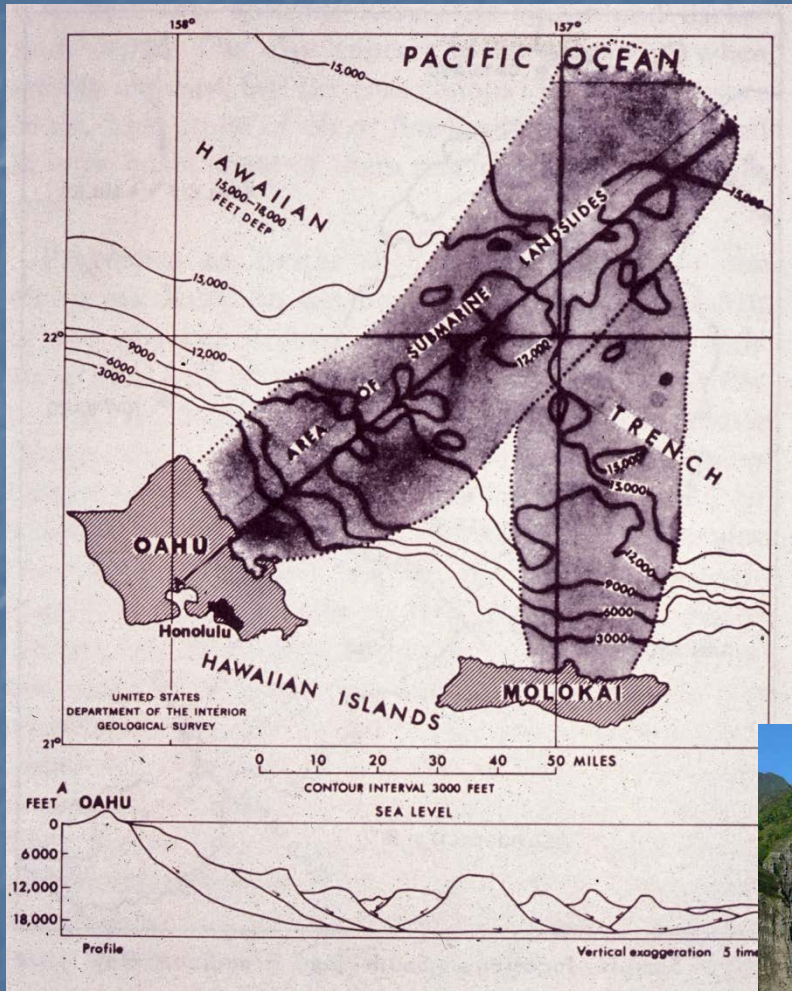 158°
157°
PACIFIC OCEAN
15,000
HAWAIIAN
15,000–18,000
FEET DEEP
15,000
LANDSLIDES
15,000
SUBMARINE
22°
9000
6000
3000
12,000
12,000
OF
AREA
TRENCH
15,000
15,000
OAHU
12,000
9000
6000
3000
Honolulu
HAWAIIAN ISLANDS
MOLOKAI
UNITED STATES
DEPARTMENT OF THE INTERIOR
GEOLOGICAL SURVEY
21°
0 10 20 30 40 50 MILES
CONTOUR INTERVAL 3000 FEET
A
FEET OAHU
SEA LEVEL
0
6000
12,000
18,000
Profile
Vertical exaggeration 5